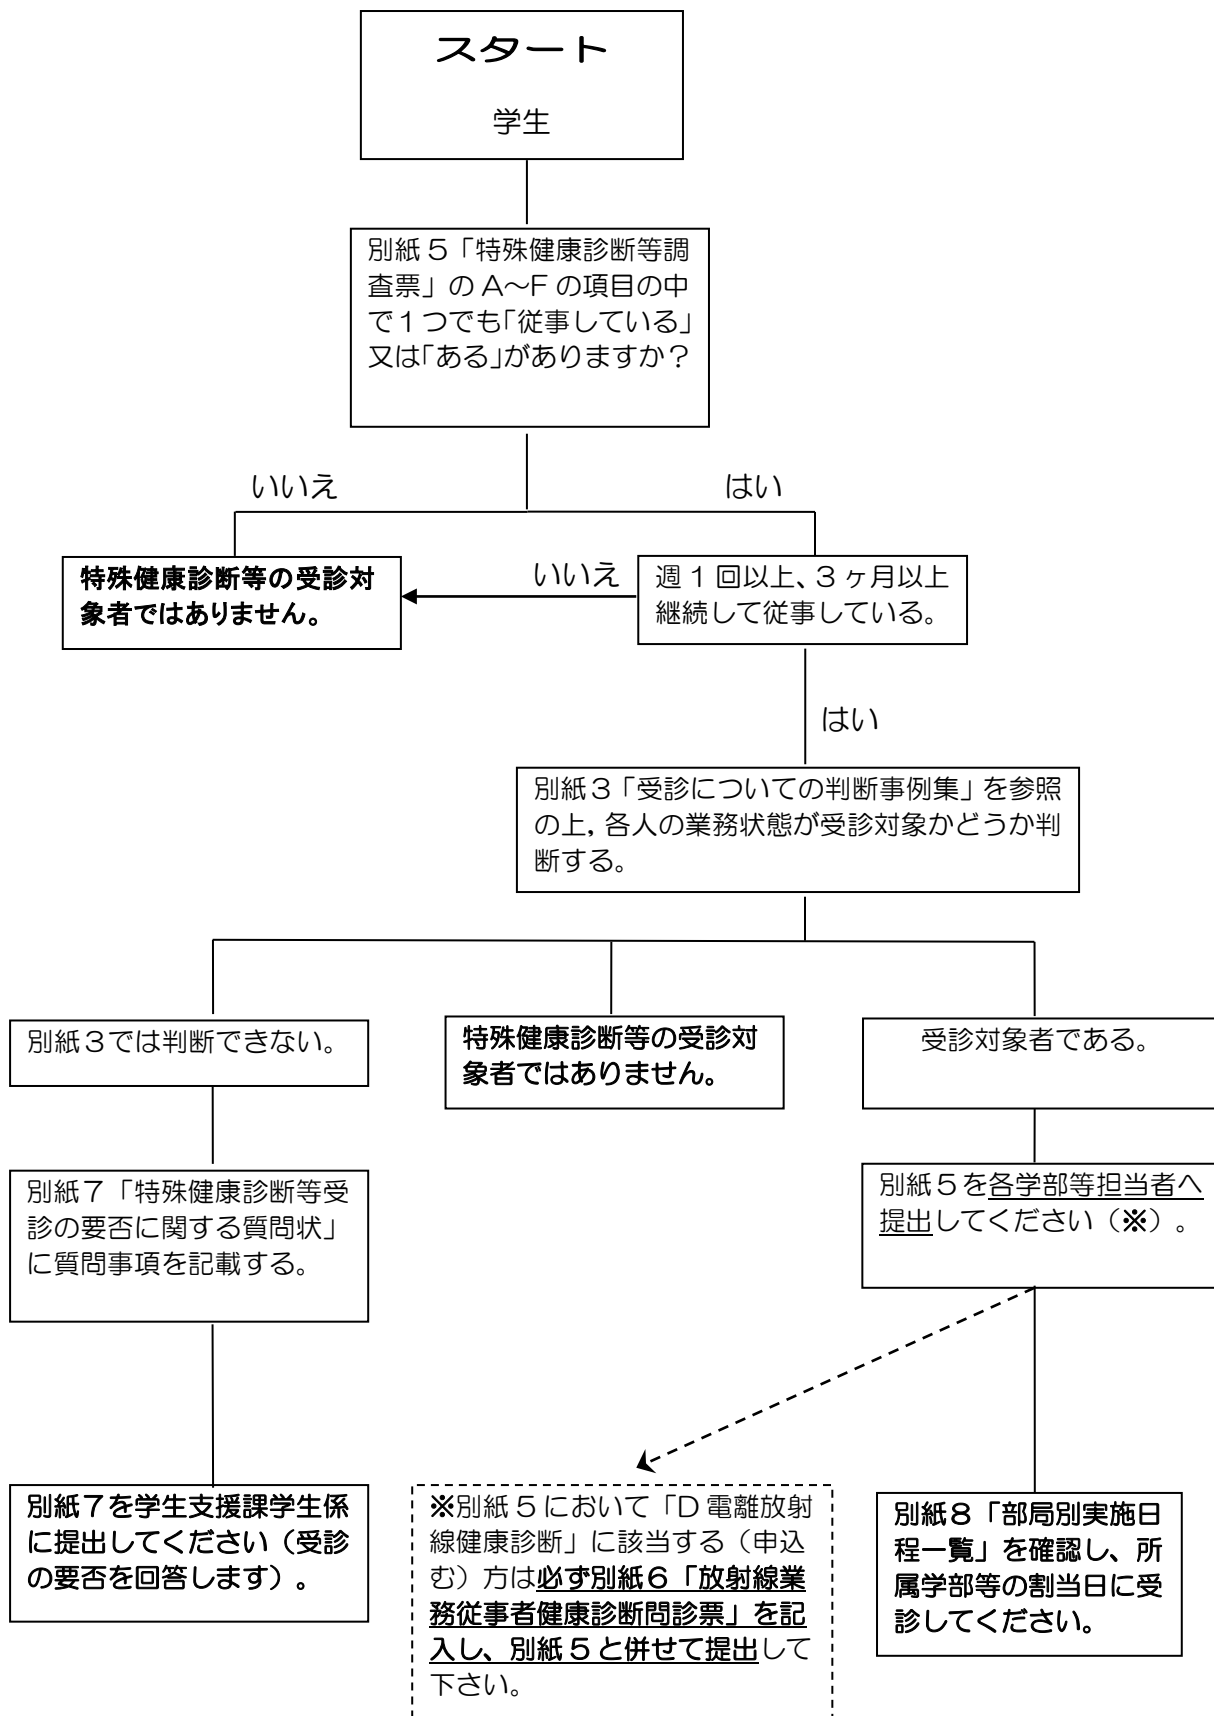 スタート
学生
別紙５「特殊健康診断等調
査票」の A～F の項目の中
で１つでも｢従事している｣
又は｢ある｣がありますか？
いいえ
はい
特殊健康診断等の受診対
象者ではありません。
いいえ
週１回以上、３ヶ月以上
継続して従事している。
はい
別紙３「受診についての判断事例集」を参照
の上，各人の業務状態が受診対象かどうか判
断する。
別紙３では判断できない。
特殊健康診断等の受診対
象者ではありません。
受診対象者である。
別紙７「特殊健康診断等受
診の要否に関する質問状」
に質問事項を記載する。
別紙５を各学部等担当者へ
提出してください（※）。
別紙７を学生支援課学生係
に提出してください（受診
の要否を回答します）。
※別紙５において「D 電離放射
線健康診断」に該当する（申込
む）方は必ず別紙６「放射線業
務従事者健康診断問診票」を記
入し、別紙５と併せて提出して
下さい。
別紙８「部局別実施日
程一覧」を確認し、所
属学部等の割当日に受
診してください。